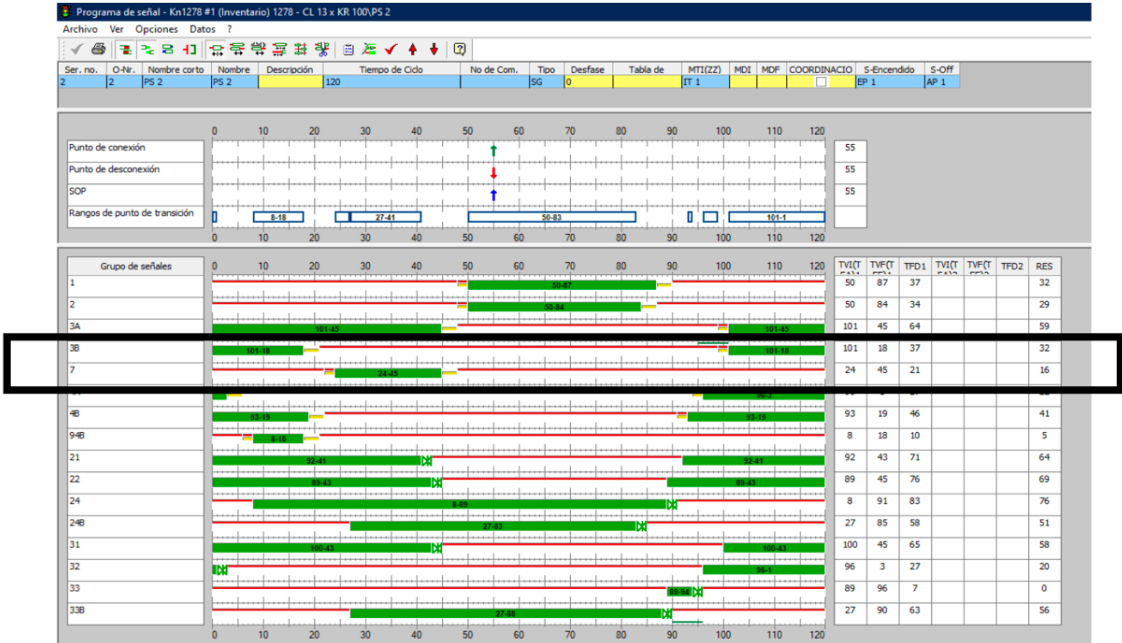 Programa de señal - Kn1278 #1 (Inventario) 1278 - CL 13 x KR 100\PS 2
Archivo Ver Opciones Datos ?
Ser. no. O-Nr. Nombre corto Nombre Descripción Tiempo de Ciclo No de Com. Tipo Desfase Tabla de MTI(ZZ) MDI MDF COORDINACIO S-Encendido S-Off
2 2 PS 2 PS 2 120 SG 0 IT 1 EP 1 AP 1
0 10 20 30 40 50 60 70 80 90 100 110 120
Punto de conexión 55
Punto de desconexión 55
SOP 55
Rangos de punto de transición 8-18 27-41 50-83 101-1
0 10 20 30 40 50 60 70 80 90 100 110 120
Grupo de señales 0 10 20 30 40 50 60 70 80 90 100 110 120 TVI(T TVF(T TFD1 TVI(T TVF(T TFD2 RES
1 50-87 50 87 37 32
2 50-84 50 84 34 29
3A 101-45 101-45 101 45 64 59
3B 101-18 101-18 101 18 37 32
7 24-45 24 45 21 16
4B 93-19 93-19 93 19 46 41
94B 8-18 8 18 10 5
21 92-41 92-41 92 43 71 64
22 89-43 89-43 89 45 76 69
24 8-89 8 91 83 76
24B 27-83 27 85 58 51
31 100-43 100-43 100 45 65 58
32 96-1 96 3 27 20
33 89-94 89 96 7 0
33B 27-88 27 90 63 56
0 10 20 30 40 50 60 70 80 90 100 110 120